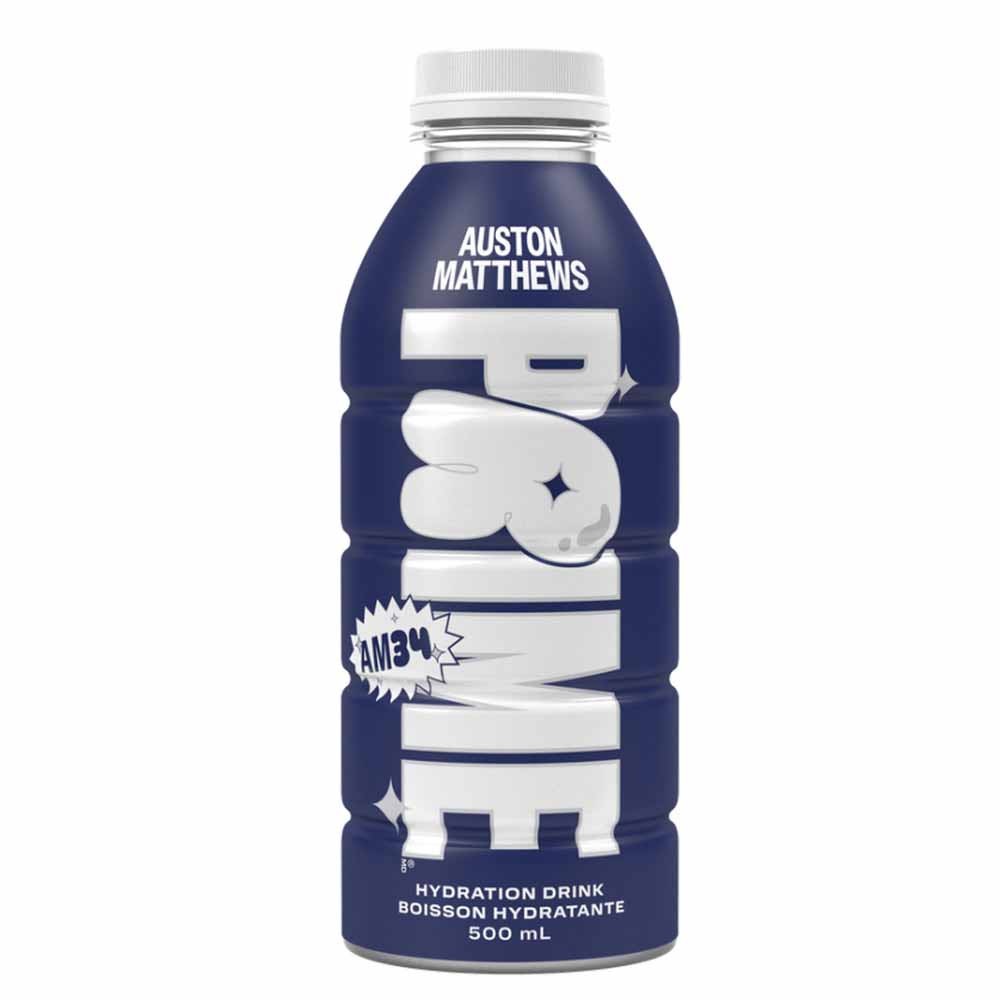 AUSTON
MATTHEWS
PRIME
AM34
MD ®
HYDRATION DRINK
BOISSON HYDRATANTE
500 mL